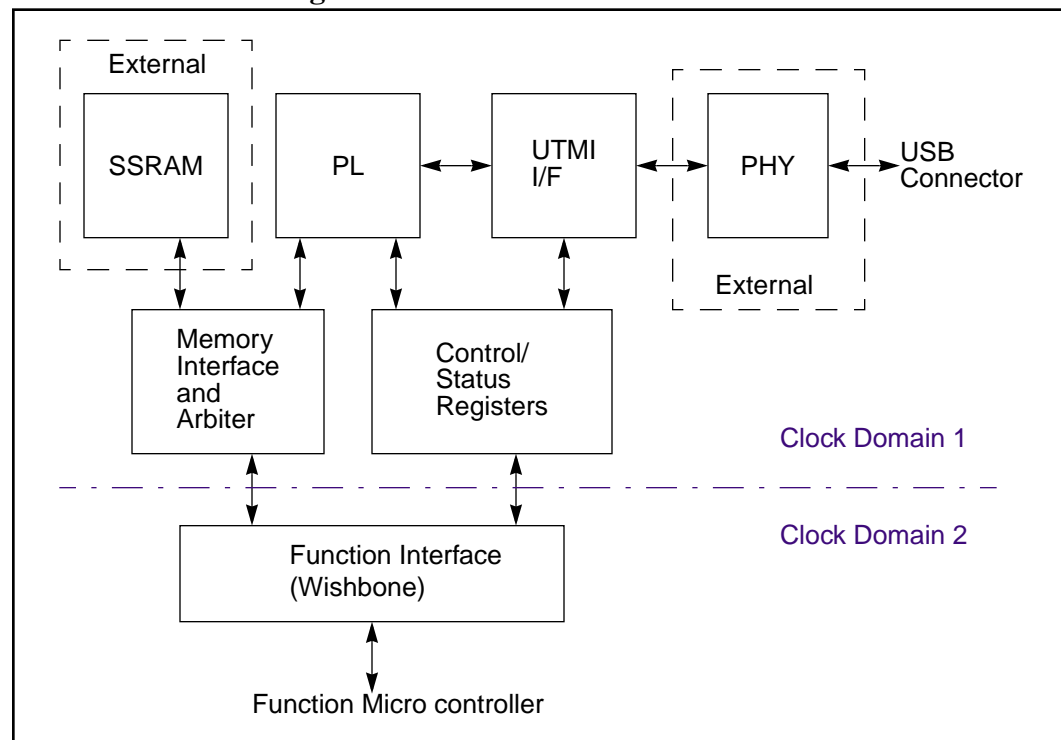 External
SSRAM
PL
UTMI
I/F
PHY
USB
Connector
External
Memory
Interface
and
Arbiter
Control/
Status
Registers
Clock Domain 1
Clock Domain 2
Function Interface
(Wishbone)
Function Micro controller